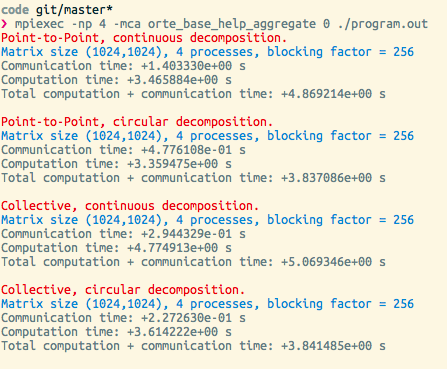 code git/master*
❯ mpiexec -np 4 -mca orte_base_help_aggregate 0 ./program.out
Point-to-Point, continuous decomposition.
Matrix size (1024,1024), 4 processes, blocking factor = 256
Communication time: +1.403330e+00 s
Computation time: +3.465884e+00 s
Total computation + communication time: +4.869214e+00 s
Point-to-Point, circular decomposition.
Matrix size (1024,1024), 4 processes, blocking factor = 256
Communication time: +4.776108e-01 s
Computation time: +3.359475e+00 s
Total computation + communication time: +3.837086e+00 s
Collective, continuous decomposition.
Matrix size (1024,1024), 4 processes, blocking factor = 256
Communication time: +2.944329e-01 s
Computation time: +4.774913e+00 s
Total computation + communication time: +5.069346e+00 s
Collective, circular decomposition.
Matrix size (1024,1024), 4 processes, blocking factor = 256
Communication time: +2.272630e-01 s
Computation time: +3.614222e+00 s
Total computation + communication time: +3.841485e+00 s